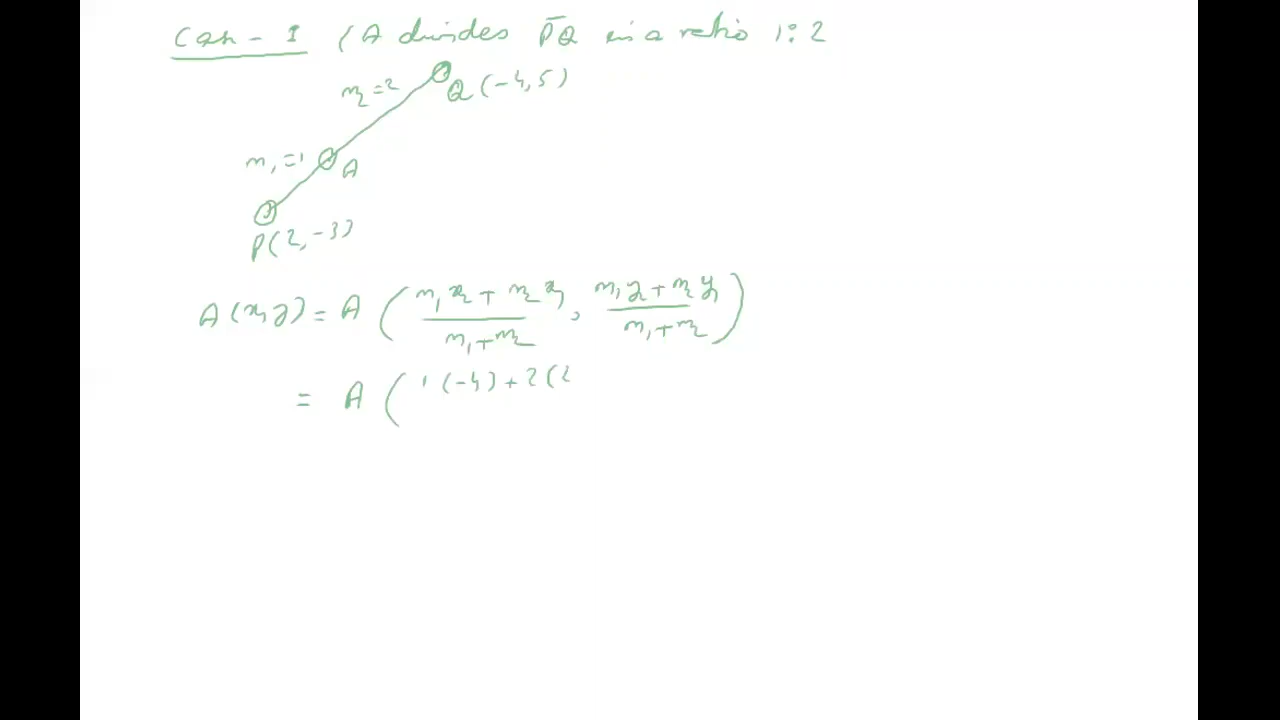 Case - 1 (A divides P̅Q̅ in a ratio 1:2
m₂ = 2
Q(-4, 5)
m₁ = 1
A
P(2, -3)
A(x, y) = A ( (m₁x₂ + m₂x₁)/(m₁+m₂) , (m₁y₂ + m₂y₁)/(m₁+m₂) )
= A ( 1(-4) + 2(2